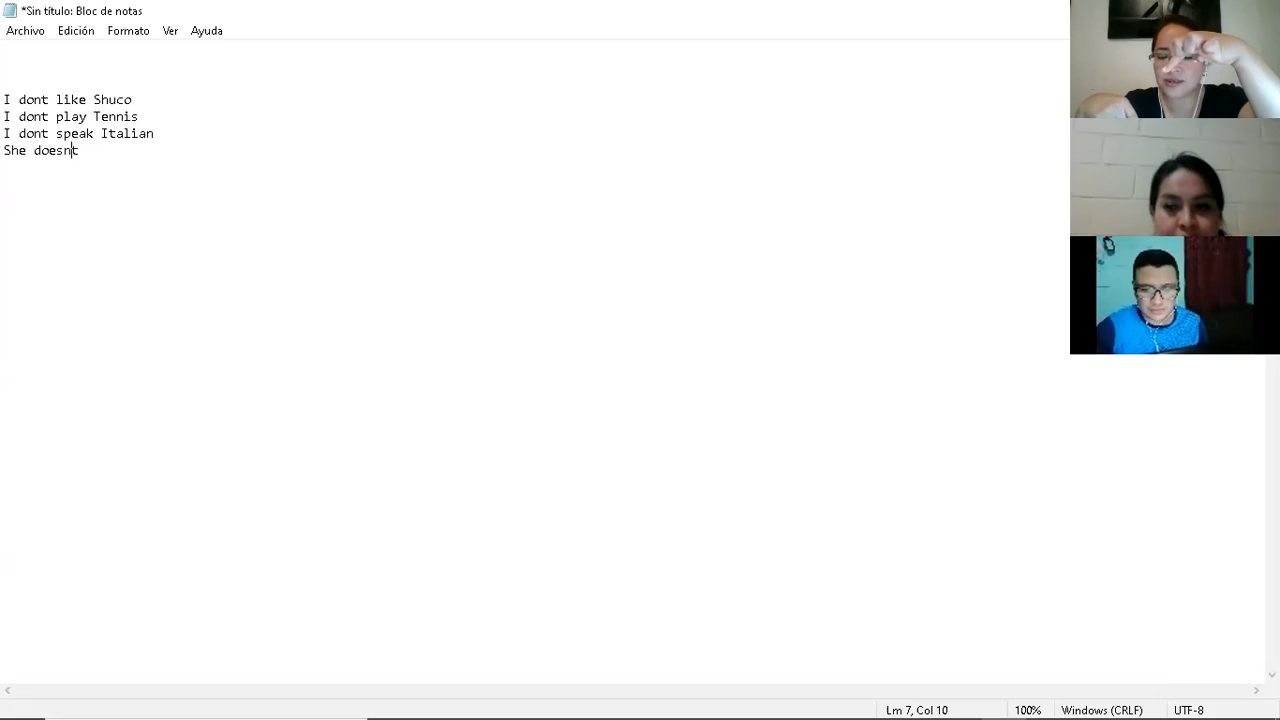 *Sin título: Bloc de notas
Archivo Edición Formato Ver Ayuda
I dont like Shuco
I dont play Tennis
I dont speak Italian
She doesnt
Lm 7, Col 10 100% Windows (CRLF) UTF-8